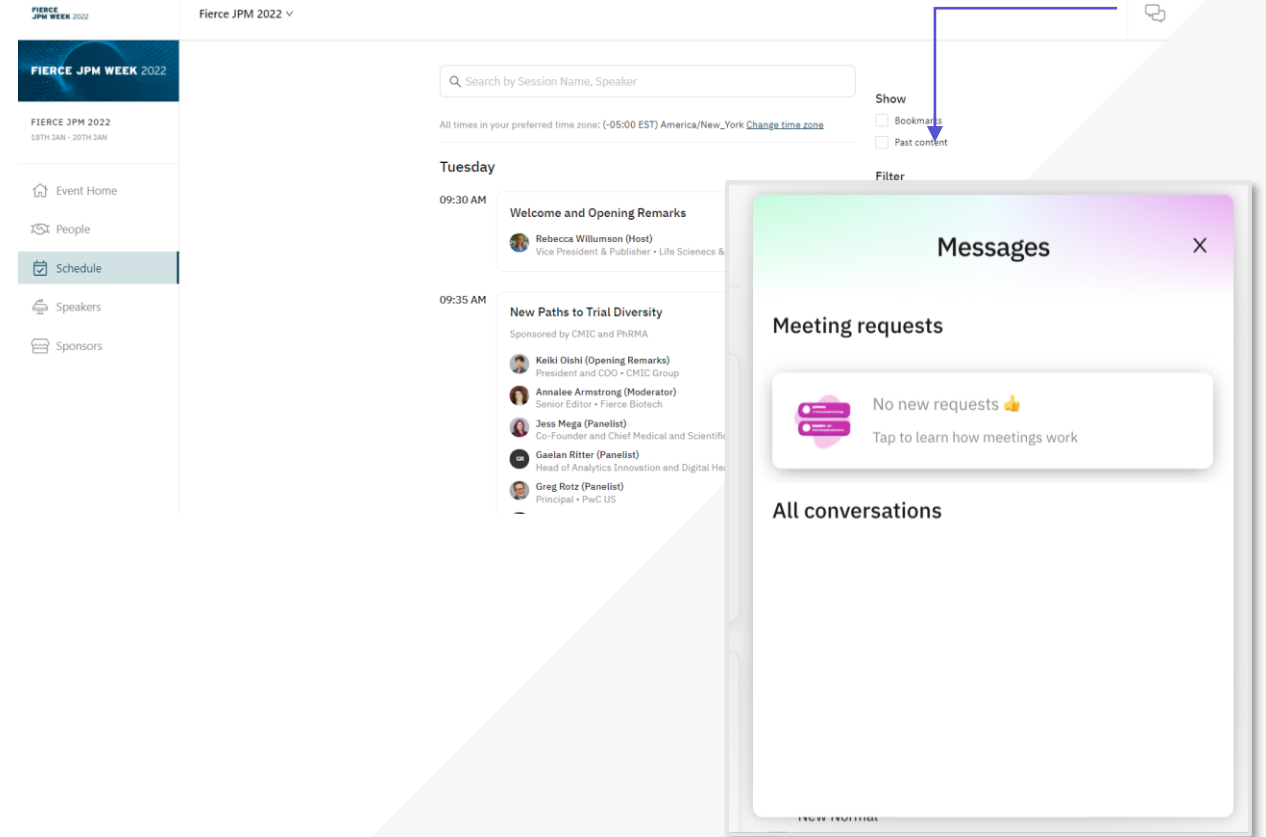 FIERCE
JPM WEEK 2022
Fierce JPM 2022
FIERCE JPM WEEK 2022
FIERCE JPM 2022
18TH JAN - 20TH JAN
Event Home
People
Schedule
Speakers
Sponsors
Search by Session Name, Speaker
All times in your preferred time zone: (-05:00 EST) America/New_York Change time zone
Tuesday
09:30 AM
Welcome and Opening Remarks
Rebecca Willumson (Host)
Vice President & Publisher • Life Scienecs &
09:35 AM
New Paths to Trial Diversity
Sponsored by CMIC and PhRMA
Keiki Oishi (Opening Remarks)
President and COO • CMIC Group
Annalee Armstrong (Moderator)
Senior Editor • Fierce Biotech
Jess Mega (Panelist)
Co-Founder and Chief Medical and Scientific
GR
Gaelan Ritter (Panelist)
Head of Analytics Innovation and Digital Hea
Greg Rotz (Panelist)
Principal • PwC US
Show
Bookmarks
Past content
Filter
Messages
X
Meeting requests
No new requests 👍
Tap to learn how meetings work
All conversations
New Normal